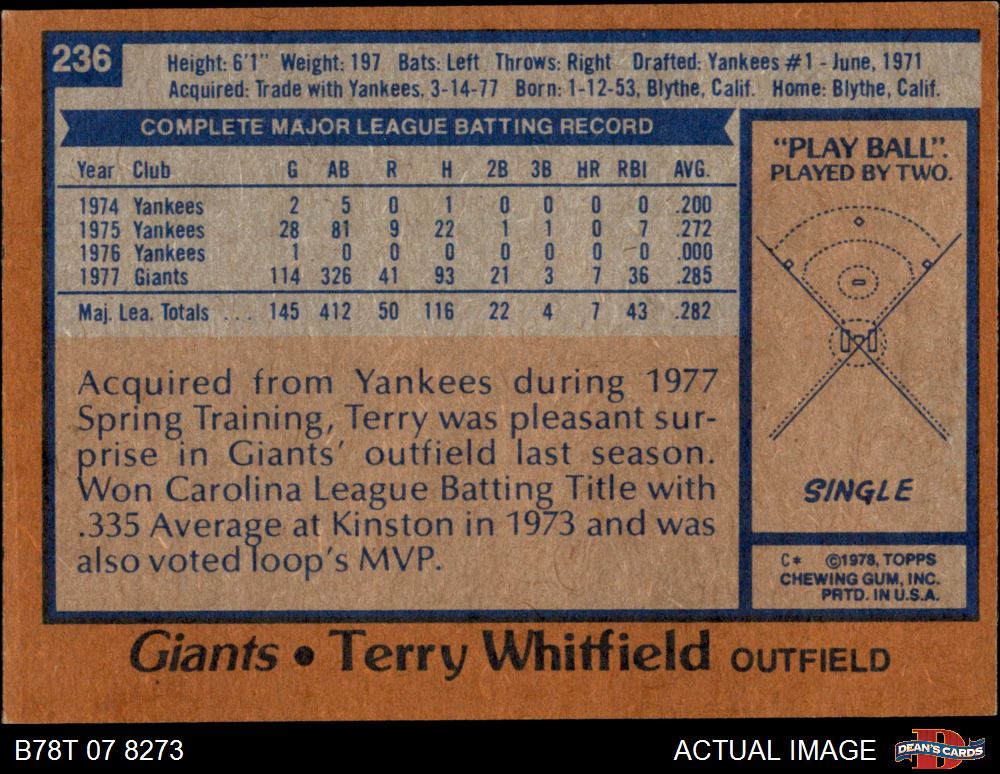 236
Height: 6'1" Weight: 197 Bats: Left Throws: Right Drafted: Yankees #1 - June, 1971
Acquired: Trade with Yankees, 3-14-77 Born: 1-12-53, Blythe, Calif. Home: Blythe, Calif.
COMPLETE MAJOR LEAGUE BATTING RECORD
Year Club G AB R H 2B 3B HR RBI AVG.
1974 Yankees 2 5 0 1 0 0 0 0 .200
1975 Yankees 28 81 9 22 1 1 0 7 .272
1976 Yankees 1 0 0 0 0 0 0 0 .000
1977 Giants 114 326 41 93 21 3 7 36 .285
Maj. Lea. Totals ... 145 412 50 116 22 4 7 43 .282
Acquired from Yankees during 1977
Spring Training, Terry was pleasant sur-
prise in Giants' outfield last season.
Won Carolina League Batting Title with
.335 Average at Kinston in 1973 and was
also voted loop's MVP.
"PLAY BALL".
PLAYED BY TWO.
SINGLE
C* ©1978, TOPPS
CHEWING GUM, INC.
PRTD. IN U.S.A.
Giants • Terry Whitfield OUTFIELD
B78T 07 8273 ACTUAL IMAGE DEAN'S CARDS